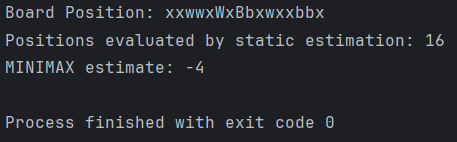 Board Position: xxwwxWxBbxwxxbbx
Positions evaluated by static estimation: 16
MINIMAX estimate: -4
Process finished with exit code 0